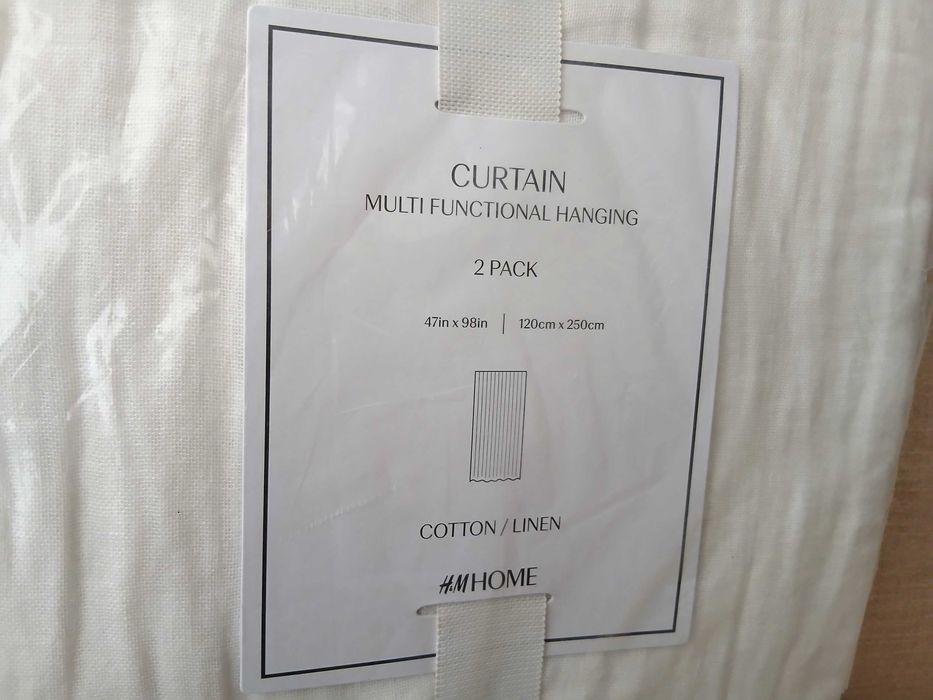 CURTAIN
MULTI FUNCTIONAL HANGING
2 PACK
47in x 98in | 120cm x 250cm
COTTON / LINEN
H&M HOME